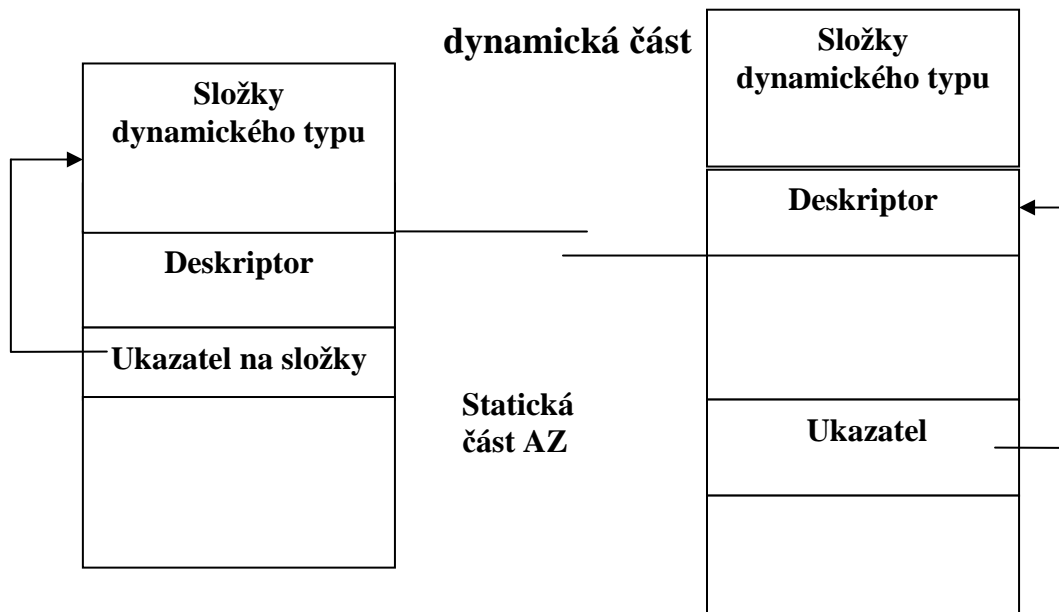 dynamická část
Složky
dynamického typu
Deskriptor
Ukazatel na složky
Statická
část AZ
Složky
dynamického typu
Deskriptor
Ukazatel